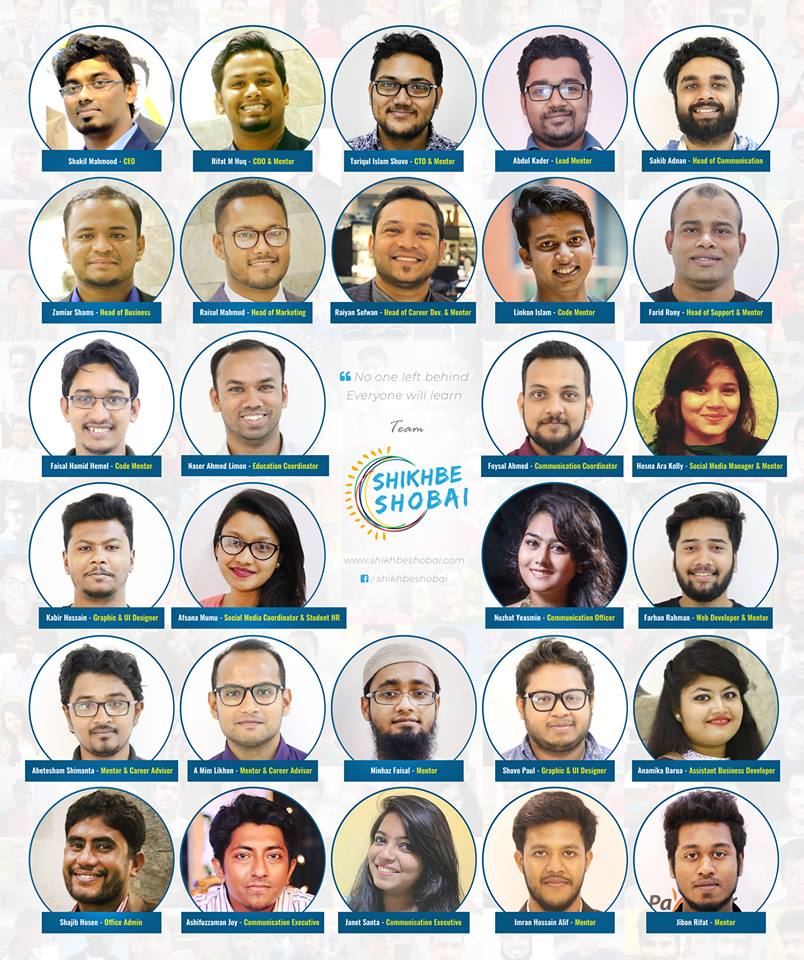 Shakil Mahmood - CEO
Rifat M Huq - COO & Mentor
Tariqul Islam Shuvo - CTO & Mentor
Abdul Kader - Lead Mentor
Sakib Adnan - Head of Communication
Zamiar Shams - Head of Business
Raisul Mahmud - Head of Marketing
Raiyan Sofwan - Head of Career Dev. & Mentor
Linkon Islam - Code Mentor
Farid Rony - Head of Support & Mentor
Faisal Hamid Hemel - Code Mentor
Naser Ahmed Limon - Education Coordinator
❝ No one left behind
Everyone will learn
Team
SHIKHBE
SHOBAI
www.shikhbeshobai.com
/ shikhbeshobai
Foysal Ahmed - Communication Coordinator
Hosna Ara Kolly - Social Media Manager & Mentor
Kabir Hossain - Graphic & UI Designer
Afsana Mumu - Social Media Coordinator & Student HR
Nuzhat Yeasmin - Communication Officer
Farhan Rahman - Web Developer & Mentor
Ahetesham Shimanta - Mentor & Career Advisor
A Mim Likhon - Mentor & Career Advisor
Minhaz Faisal - Mentor
Shuvo Paul - Graphic & UI Designer
Anamika Barua - Assistant Business Developer
Shajib Hosen - Office Admin
Ashifuzzaman Joy - Communication Executive
Janet Santa - Communication Executive
Imran Hossain Alif - Mentor
Jibon Rifat - Mentor